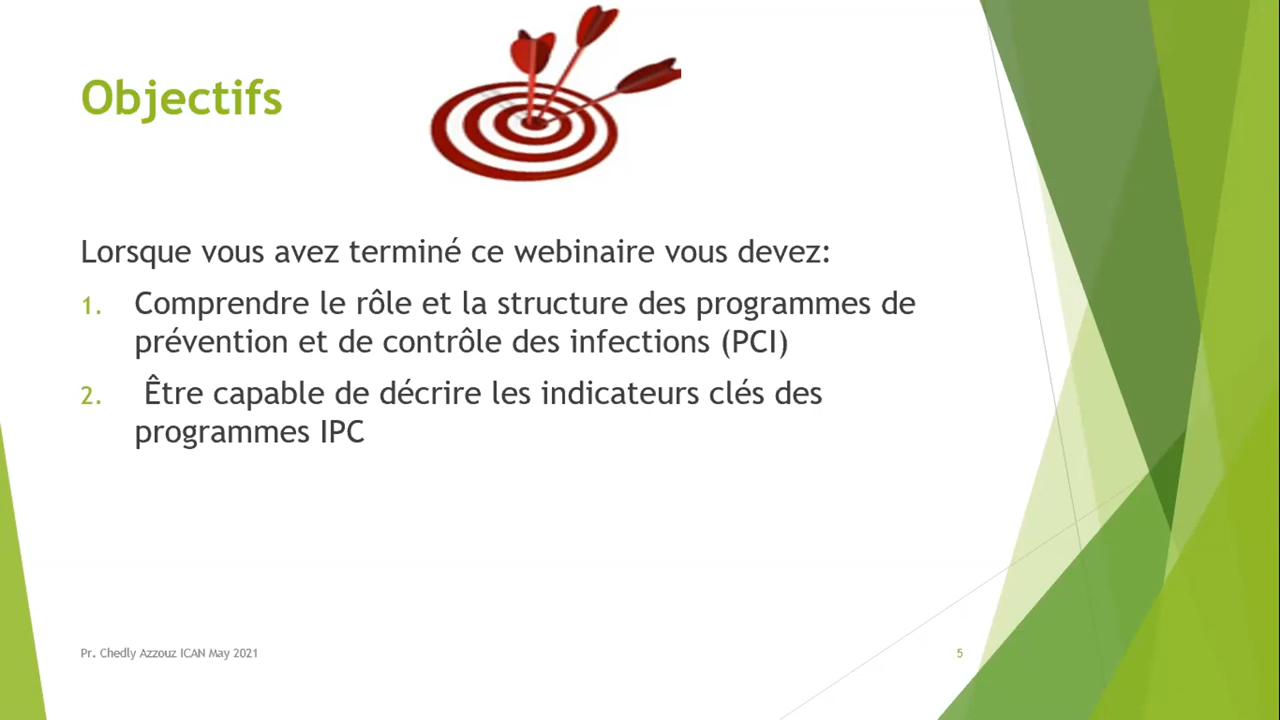 Objectifs
Lorsque vous avez terminé ce webinaire vous devez:
1. Comprendre le rôle et la structure des programmes de
prévention et de contrôle des infections (PCI)
2. Être capable de décrire les indicateurs clés des
programmes IPC
Pr. Chedly Azzouz ICAN May 2021
5